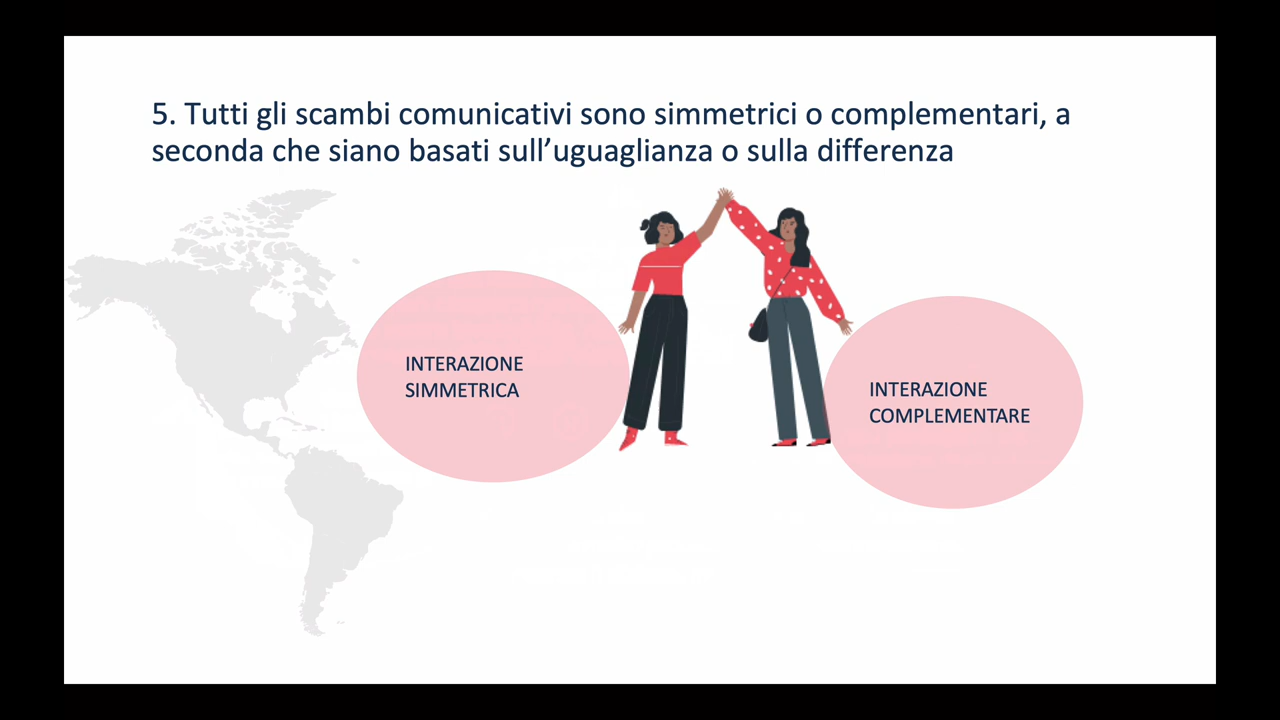 5. Tutti gli scambi comunicativi sono simmetrici o complementari, a
seconda che siano basati sull’uguaglianza o sulla differenza
INTERAZIONE
SIMMETRICA
INTERAZIONE
COMPLEMENTARE